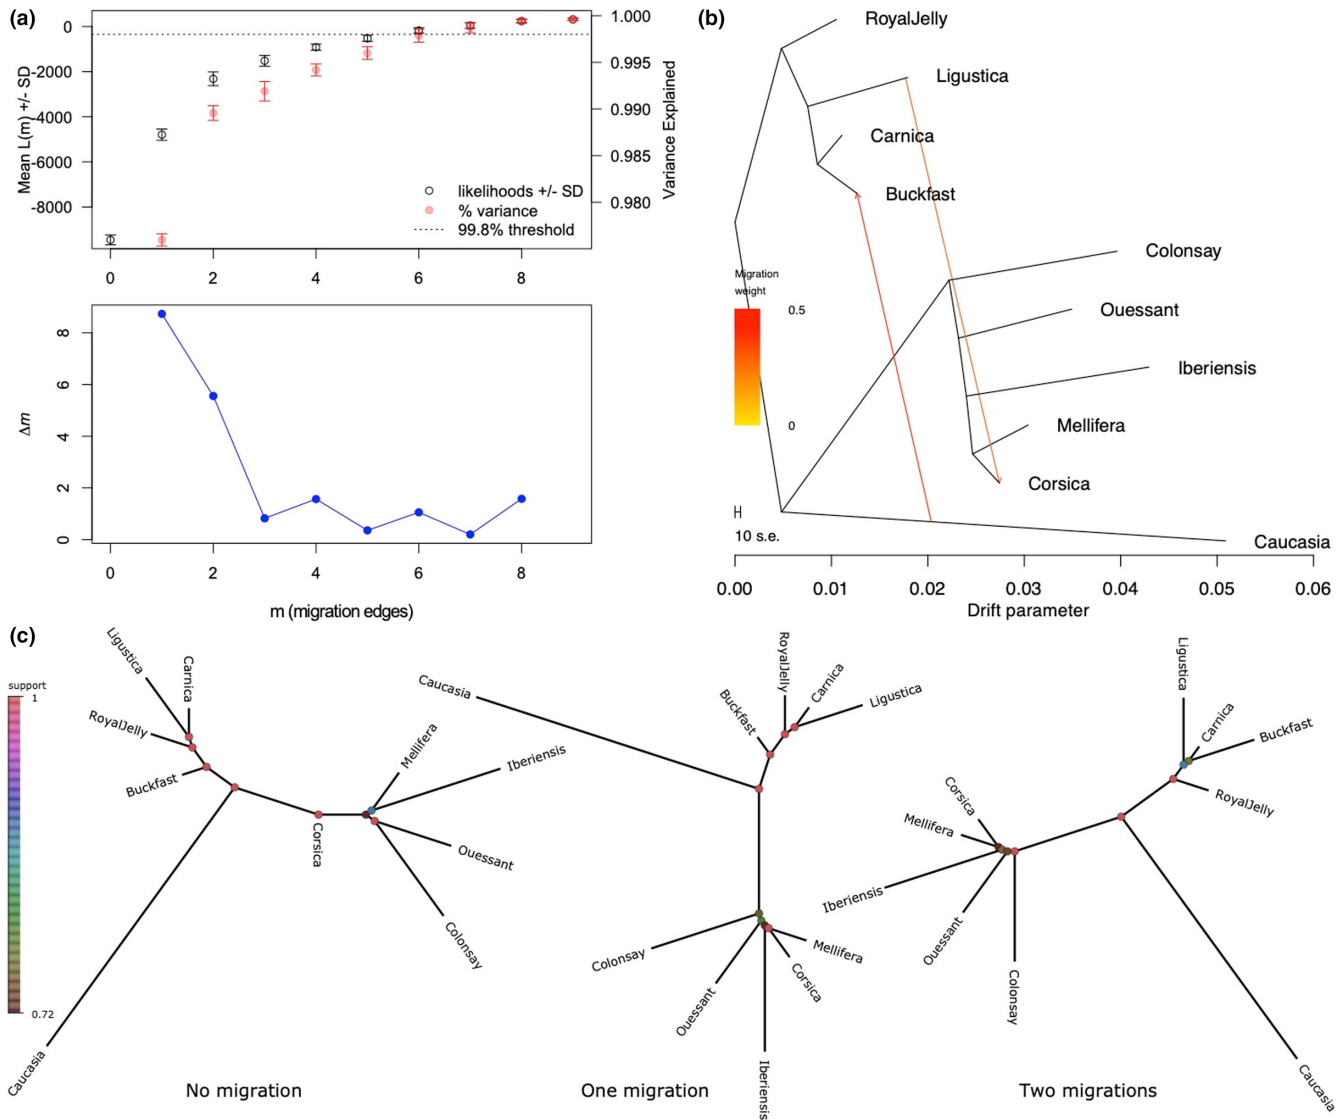 (a)
0
-2000
-4000
-6000
-8000
Mean L(m) +/- SD
1.000
0.995
0.990
0.985
0.980
Variance Explained
likelihoods +/- SD
% variance
99.8% threshold
0 2 4 6 8
8
6
4
2
0
Δm
0 2 4 6 8
m (migration edges)
(b)
RoyalJelly
Ligustica
Carnica
Buckfast
Colonsay
Ouessant
Iberiensis
Mellifera
Corsica
Caucasia
Migration
weight
0.5
0
10 s.e.
0.00 0.01 0.02 0.03 0.04 0.05 0.06
Drift parameter
(c)
support
1
0.72
Ligustica
Carnica
RoyalJelly
Buckfast
Mellifera
Iberiensis
Corsica
Ouessant
Colonsay
Caucasia
No migration
Caucasia
Buckfast
RoyalJelly
Carnica
Ligustica
Colonsay
Ouessant
Iberiensis
Corsica
Mellifera
One migration
Ligustica
Carnica
Buckfast
RoyalJelly
Corsica
Mellifera
Iberiensis
Ouessant
Colonsay
Caucasia
Two migrations